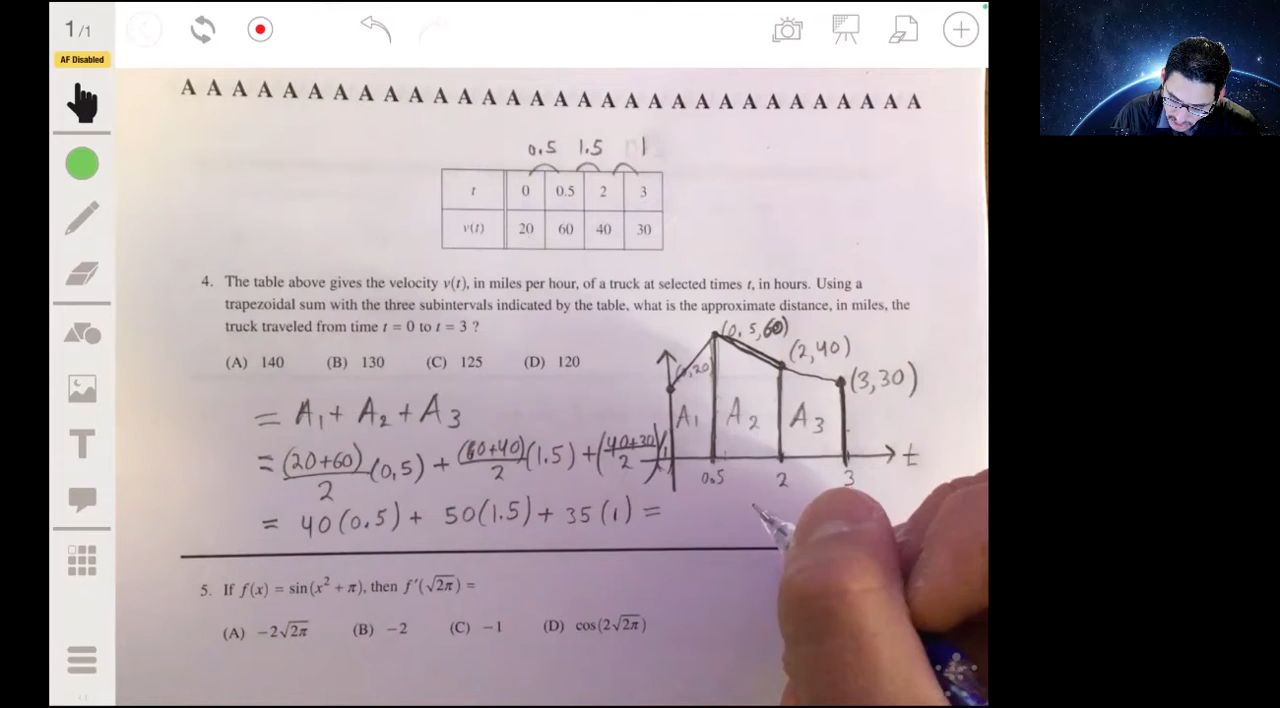 1/1
AF Disabled
T
A A A A A A A A A A A A A A A A A A A A A A A A A A A A A A
0.5 1.5 1
t 0 0.5 2 3
v(t) 20 60 40 30
4. The table above gives the velocity v(t), in miles per hour, of a truck at selected times t, in hours. Using a
trapezoidal sum with the three subintervals indicated by the table, what is the approximate distance, in miles, the
truck traveled from time t = 0 to t = 3 ?
(A) 140 (B) 130 (C) 125 (D) 120
(0.5,60)
(2,40)
(3,30)
A₁ A₂ A₃
t
0.5 2 3
= A₁ + A₂ + A₃
= (20+60)/2 (0.5) + (60+40)/2 (1.5) + (40+30)/2
= 40(0.5) + 50(1.5) + 35(1) =
5. If f(x) = sin(x² + π), then f′(√2π) =
(A) −2√2π (B) −2 (C) −1 (D) cos(2√2π)